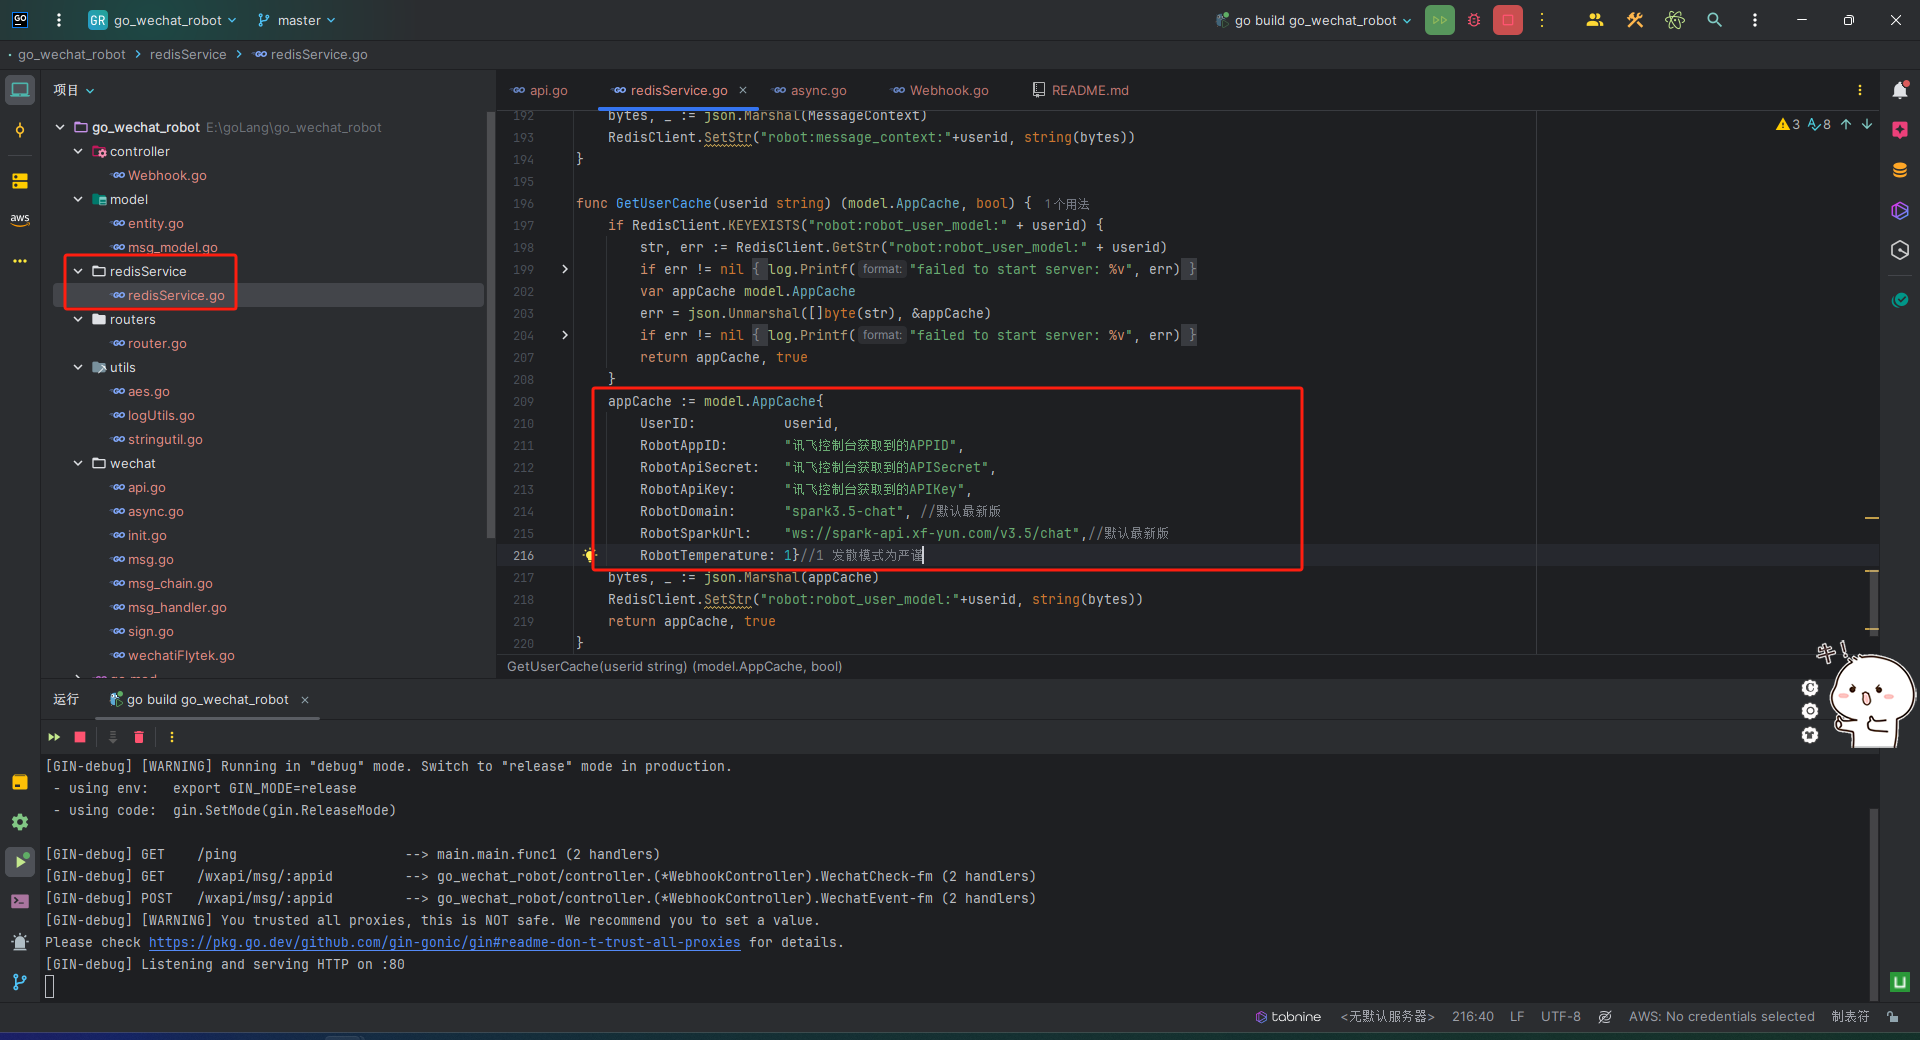 GO
GR go_wechat_robot
master
go build go_wechat_robot
go_wechat_robot > redisService > redisService.go
项目
go_wechat_robot E:\goLang\go_wechat_robot
controller
Webhook.go
model
entity.go
msg_model.go
redisService
redisService.go
routers
router.go
utils
aes.go
logUtils.go
stringutil.go
wechat
api.go
async.go
init.go
msg.go
msg_chain.go
msg_handler.go
sign.go
wechatiFlytek.go
aws
api.go
redisService.go
async.go
Webhook.go
README.md
3 8
192 bytes, _ := json.Marshal(MessageContext)
193 RedisClient.SetStr("robot:message_context:"+userid, string(bytes))
194 }
195
196 func GetUserCache(userid string) (model.AppCache, bool) { 1个用法
197 if RedisClient.KEYEXISTS("robot:robot_user_model:" + userid) {
198 str, err := RedisClient.GetStr("robot:robot_user_model:" + userid)
199 if err != nil { log.Printf( format: "failed to start server: %v", err) }
202 var appCache model.AppCache
203 err = json.Unmarshal([]byte(str), &appCache)
204 if err != nil { log.Printf( format: "failed to start server: %v", err) }
207 return appCache, true
208 }
209 appCache := model.AppCache{
210 UserID: userid,
211 RobotAppID: "讯飞控制台获取到的APPID",
212 RobotApiSecret: "讯飞控制台获取到的APISecret",
213 RobotApiKey: "讯飞控制台获取到的APIKey",
214 RobotDomain: "spark3.5-chat", //默认最新版
215 RobotSparkUrl: "ws://spark-api.xf-yun.com/v3.5/chat",//默认最新版
216 RobotTemperature: 1}//1 发散模式为严谨
217 bytes, _ := json.Marshal(appCache)
218 RedisClient.SetStr("robot:robot_user_model:"+userid, string(bytes))
219 return appCache, true
220 }
GetUserCache(userid string) (model.AppCache, bool)
牛!
运行
go build go_wechat_robot
[GIN-debug] [WARNING] Running in "debug" mode. Switch to "release" mode in production.
- using env: export GIN_MODE=release
- using code: gin.SetMode(gin.ReleaseMode)
[GIN-debug] GET /ping --> main.main.func1 (2 handlers)
[GIN-debug] GET /wxapi/msg/:appid --> go_wechat_robot/controller.(*WebhookController).WechatCheck-fm (2 handlers)
[GIN-debug] POST /wxapi/msg/:appid --> go_wechat_robot/controller.(*WebhookController).WechatEvent-fm (2 handlers)
[GIN-debug] [WARNING] You trusted all proxies, this is NOT safe. We recommend you to set a value.
Please check https://pkg.go.dev/github.com/gin-gonic/gin#readme-don-t-trust-all-proxies for details.
[GIN-debug] Listening and serving HTTP on :80
tabnine <无默认服务器> 216:40 LF UTF-8 AWS: No credentials selected 制表符